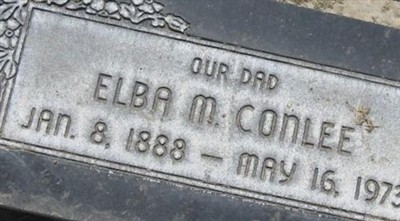 OUR DAD
ELBA M. CONLEE
JAN. 8, 1888 — MAY 16, 1973